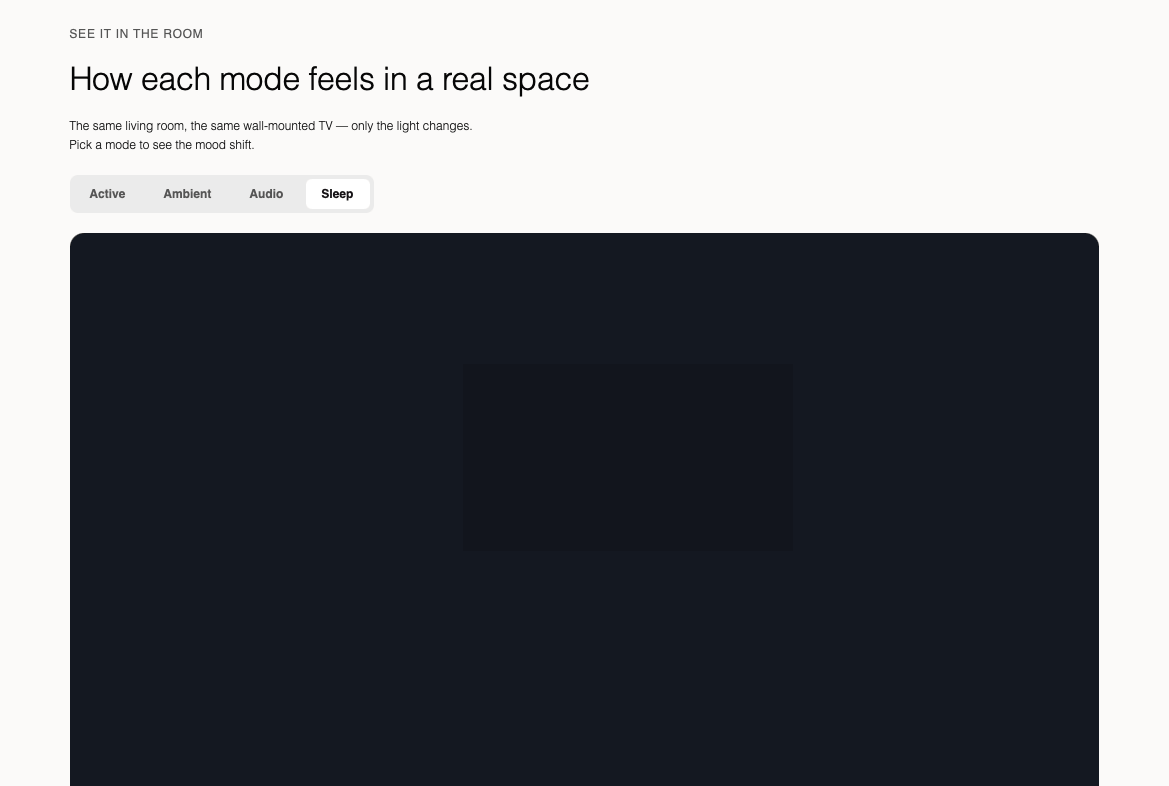 SEE IT IN THE ROOM
How each mode feels in a real space
The same living room, the same wall-mounted TV — only the light changes.
Pick a mode to see the mood shift.
Active Ambient Audio Sleep